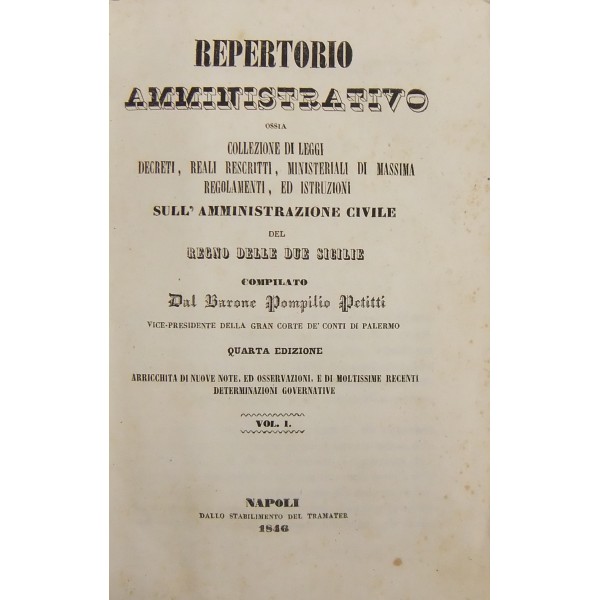 REPERTORIO
AMMINISTRATIVO
OSSIA
COLLEZIONE DI LEGGI
DECRETI, REALI RESCRITTI, MINISTERIALI DI MASSIMA
REGOLAMENTI, ED ISTRUZIONI
SULL' AMMINISTRAZIONE CIVILE
DEL
REGNO DELLE DUE SICILIE
COMPILATO
Dal Barone Pompilio Petitti
VICE-PRESIDENTE DELLA GRAN CORTE DE' CONTI DI PALERMO
QUARTA EDIZIONE
ARRICCHITA DI NUOVE NOTE, ED OSSERVAZIONI, E DI MOLTISSIME RECENTI
DETERMINAZIONI GOVERNATIVE
VOL. I.
NAPOLI
DALLO STABILIMENTO DEL TRAMATER
1846